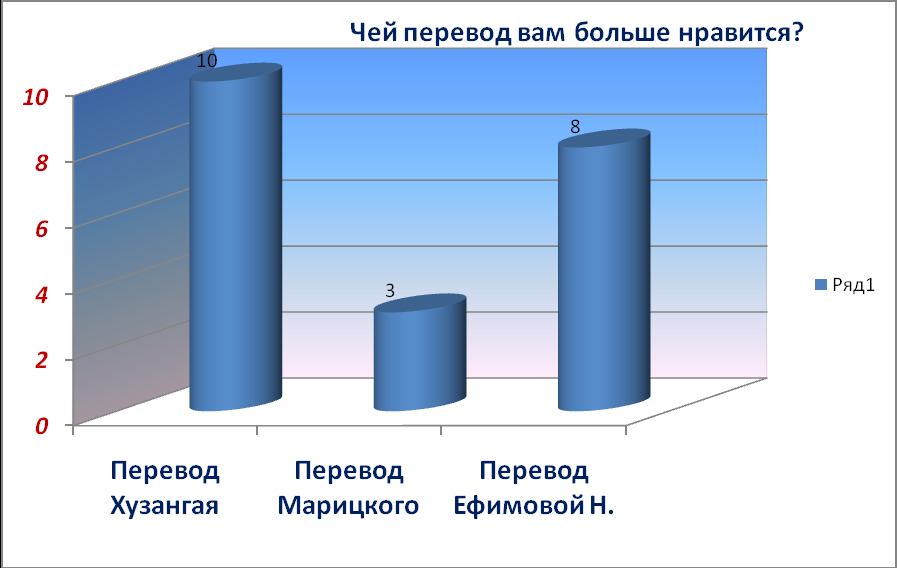 Чей перевод вам больше нравится?
10
3
8
10
8
6
4
2
0
Ряд1
Перевод
Хузангая
Перевод
Марицкого
Перевод
Ефимовой Н.